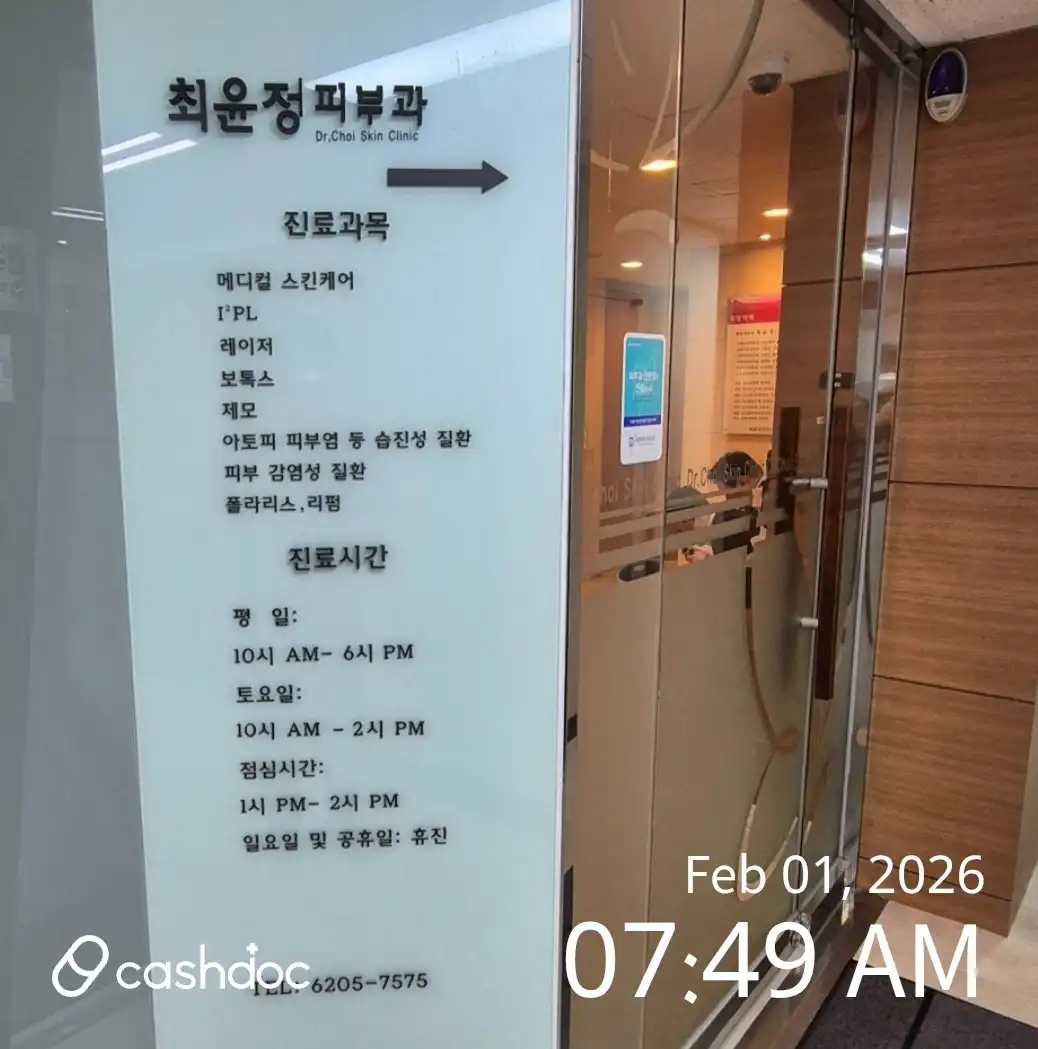 최윤정피부과
Dr.Choi Skin Clinic
진료과목
메디컬 스킨케어
I²PL
레이저
보톡스
제모
아토피 피부염 등 습진성 질환
피부 감염성 질환
폴라리스,리펌
진료시간
평 일:
10시 AM- 6시 PM
토요일:
10시 AM - 2시 PM
점심시간:
1시 PM- 2시 PM
일요일 및 공휴일: 휴진
TEL: 6205-7575
Dr.Choi Skin
Feb 01, 2026
07:49 AM
cashdoc